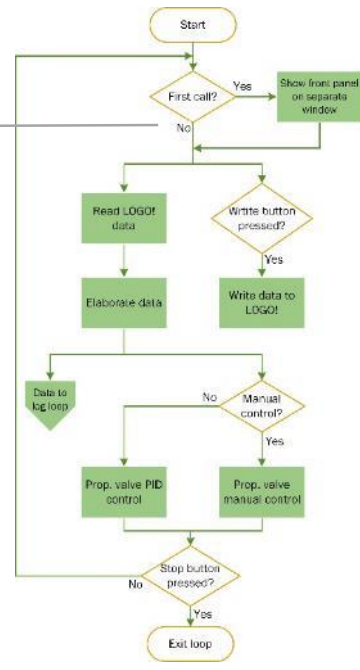 Start
First call?
Yes
Show front panel
on separate
window
No
Read LOGO!
data
Wrtite button
pressed?
Yes
Elaborate data
Write data to
LOGO!
Data to
log loop
No
Manual
control?
Yes
Prop. valve PID
control
Prop. valve
manual control
Stop button
pressed?
No
Yes
Exit loop